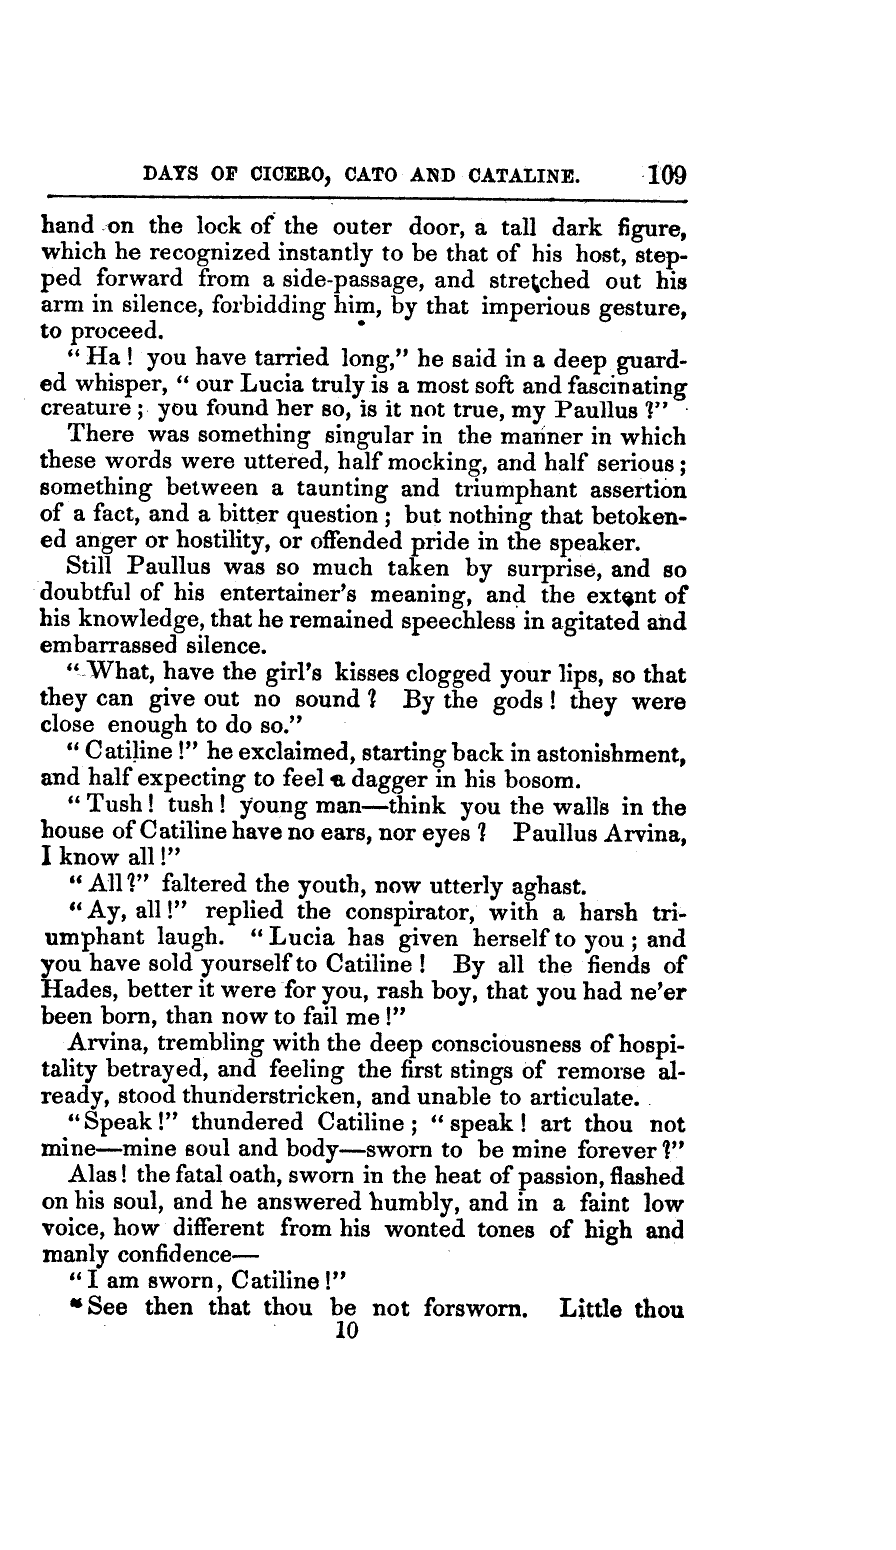 DAYS OF CICERO, CATO AND CATALINE. 109
hand on the lock of the outer door, a tall dark figure,
which he recognized instantly to be that of his host, step-
ped forward from a side-passage, and stretched out his
arm in silence, forbidding him, by that imperious gesture,
to proceed.
“ Ha ! you have tarried long,” he said in a deep guard-
ed whisper, “ our Lucia truly is a most soft and fascinating
creature ; you found her so, is it not true, my Paullus ?”
There was something singular in the manner in which
these words were uttered, half mocking, and half serious ;
something between a taunting and triumphant assertion
of a fact, and a bitter question ; but nothing that betoken-
ed anger or hostility, or offended pride in the speaker.
Still Paullus was so much taken by surprise, and so
doubtful of his entertainer’s meaning, and the extent of
his knowledge, that he remained speechless in agitated and
embarrassed silence.
“ What, have the girl’s kisses clogged your lips, so that
they can give out no sound ? By the gods ! they were
close enough to do so.”
“ Catiline !” he exclaimed, starting back in astonishment,
and half expecting to feel a dagger in his bosom.
“ Tush ! tush ! young man—think you the walls in the
house of Catiline have no ears, nor eyes ? Paullus Arvina,
I know all !”
“ All ?” faltered the youth, now utterly aghast.
“ Ay, all !” replied the conspirator, with a harsh tri-
umphant laugh. “ Lucia has given herself to you ; and
you have sold yourself to Catiline ! By all the fiends of
Hades, better it were for you, rash boy, that you had ne’er
been born, than now to fail me !”
Arvina, trembling with the deep consciousness of hospi-
tality betrayed, and feeling the first stings of remorse al-
ready, stood thunderstricken, and unable to articulate.
“ Speak !” thundered Catiline ; “ speak ! art thou not
mine—mine soul and body—sworn to be mine forever ?”
Alas ! the fatal oath, sworn in the heat of passion, flashed
on his soul, and he answered humbly, and in a faint low
voice, how different from his wonted tones of high and
manly confidence—
“ I am sworn, Catiline !”
“ See then that thou be not forsworn. Little thou
10